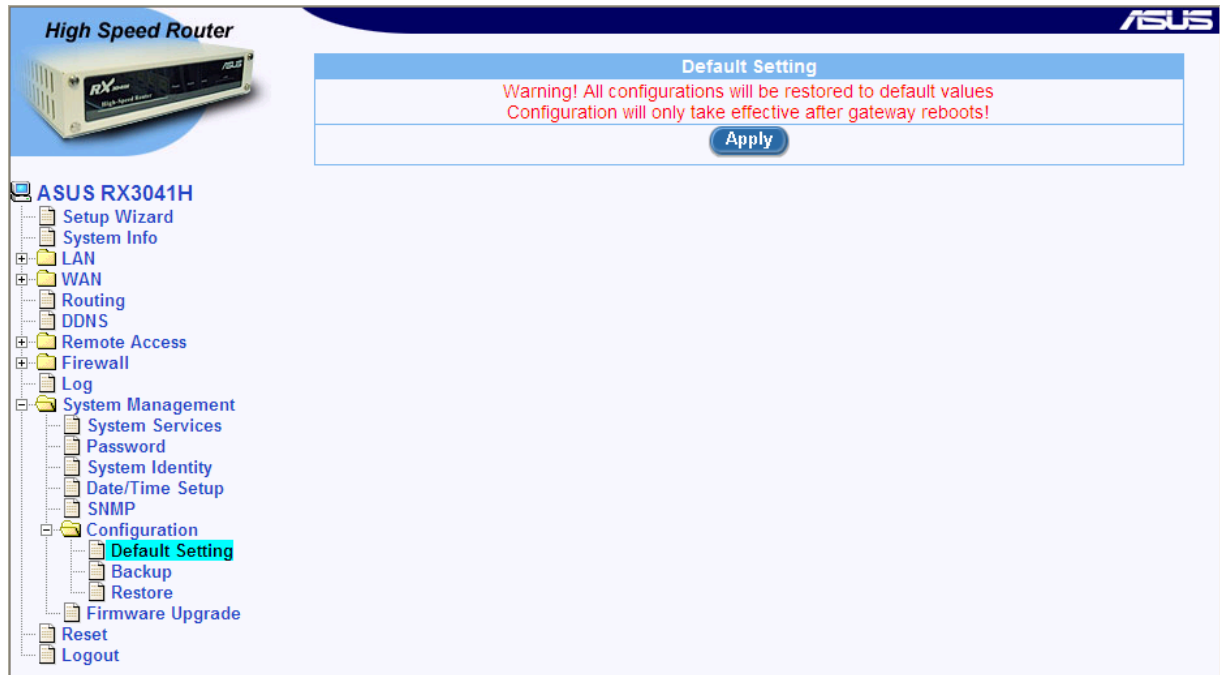 High Speed Router
ASUS
ASUS
RX
High-Speed Router
Default Setting
Warning! All configurations will be restored to default values
Configuration will only take effective after gateway reboots!
Apply
ASUS RX3041H
Setup Wizard
System Info
LAN
WAN
Routing
DDNS
Remote Access
Firewall
Log
System Management
System Services
Password
System Identity
Date/Time Setup
SNMP
Configuration
Default Setting
Backup
Restore
Firmware Upgrade
Reset
Logout